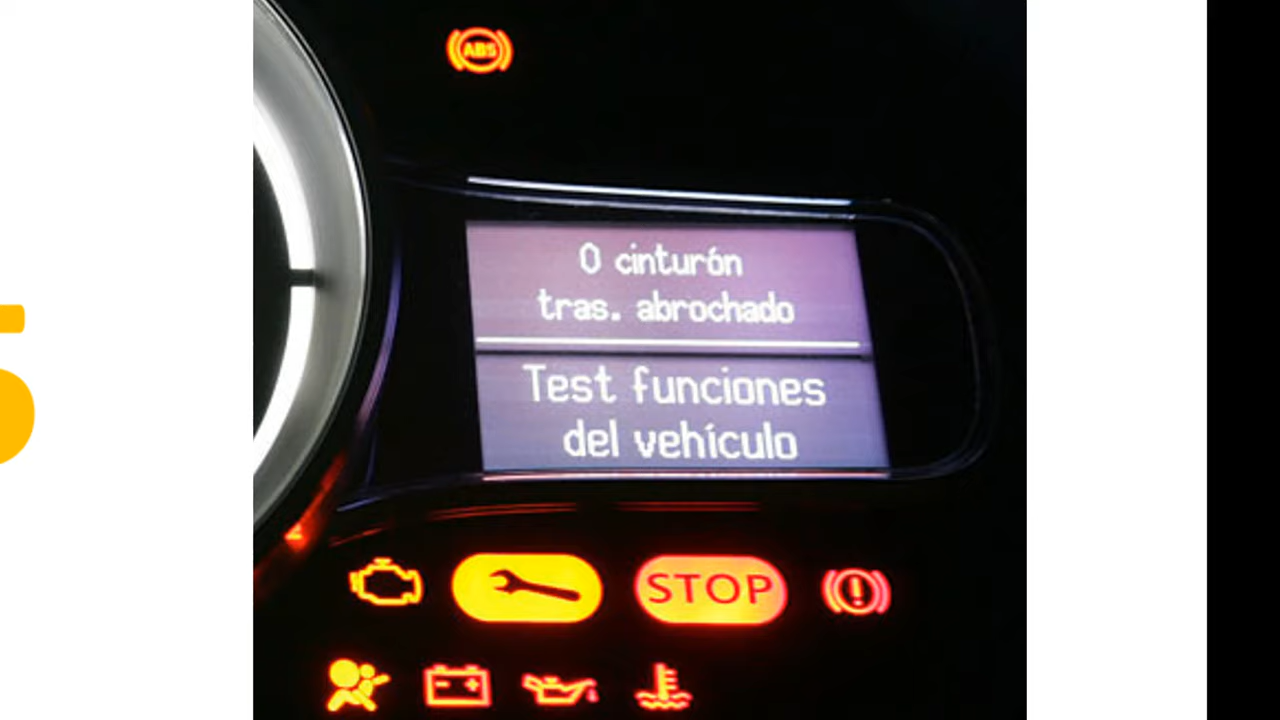 ABS
0 cinturón
tras. abrochado
Test funciones
del vehículo
STOP